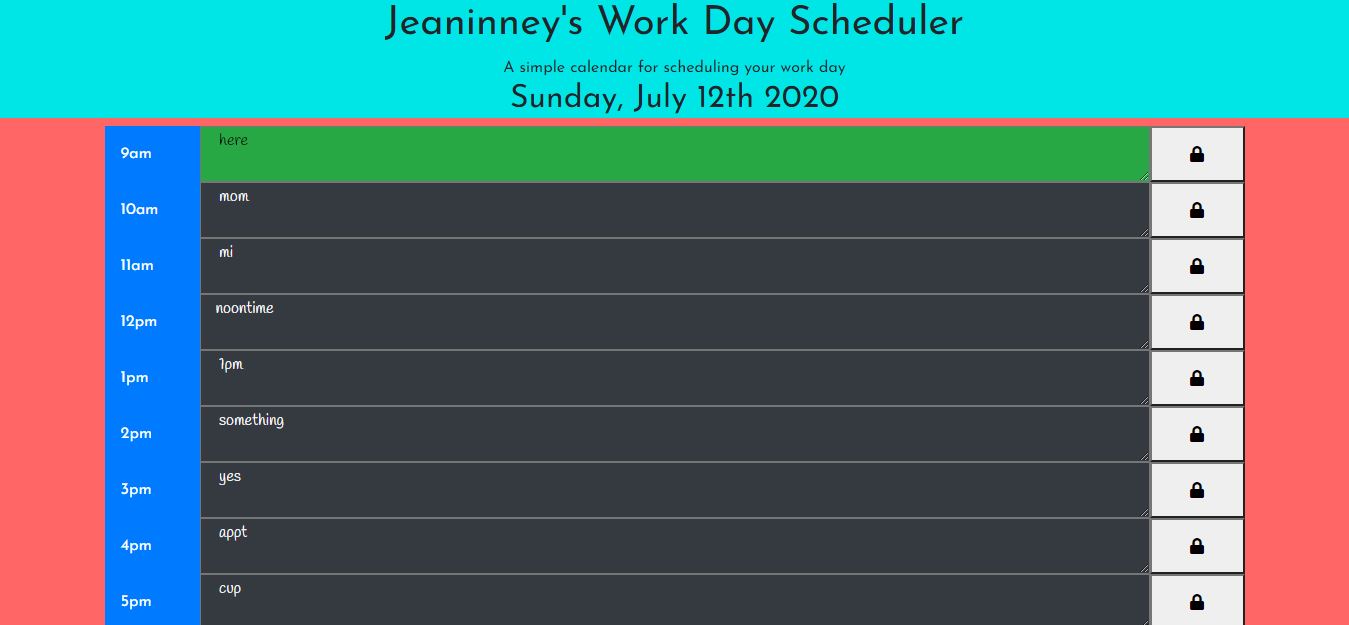 Jeaninney's Work Day Scheduler
A simple calendar for scheduling your work day
Sunday, July 12th 2020
9am here
10am mom
11am mi
12pm noontime
1pm 1pm
2pm something
3pm yes
4pm appt
5pm cup